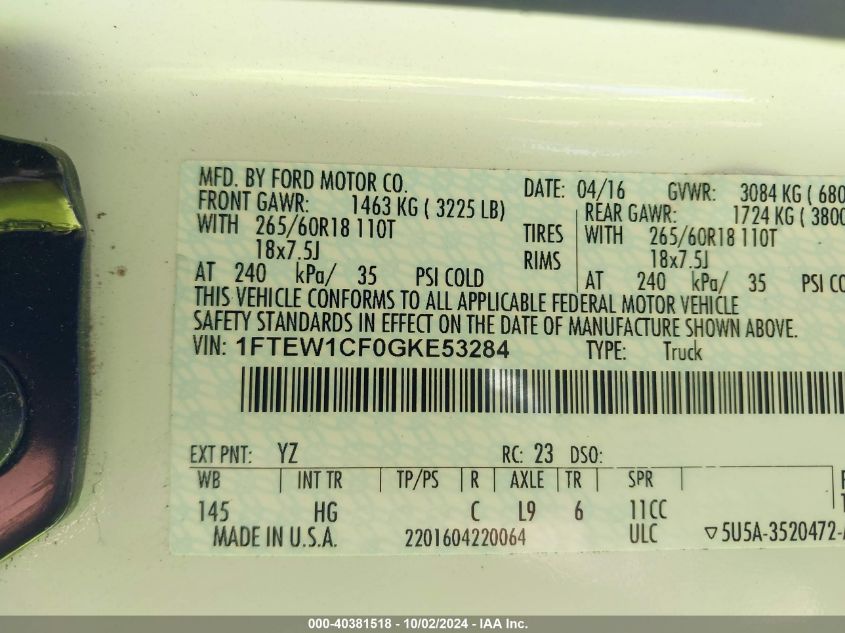 MFD. BY FORD MOTOR CO. DATE: 04/16 GVWR: 3084 KG ( 680
FRONT GAWR: 1463 KG ( 3225 LB) REAR GAWR: 1724 KG ( 3800
WITH 265/60R18 110T TIRES WITH 265/60R18 110T
18x7.5J RIMS 18x7.5J
AT 240 kPa/ 35 PSI COLD AT 240 kPa/ 35 PSI CO
THIS VEHICLE CONFORMS TO ALL APPLICABLE FEDERAL MOTOR VEHICLE
SAFETY STANDARDS IN EFFECT ON THE DATE OF MANUFACTURE SHOWN ABOVE.
VIN: 1FTEW1CF0GKE53284 TYPE: Truck
EXT PNT: YZ RC: 23 DSO:
WB INT TR TP/PS R AXLE TR SPR
145 HG C L9 6 11CC
MADE IN U.S.A. 2201604220064 ULC ▽5U5A-3520472-
000-40381518 - 10/02/2024 - IAA Inc.